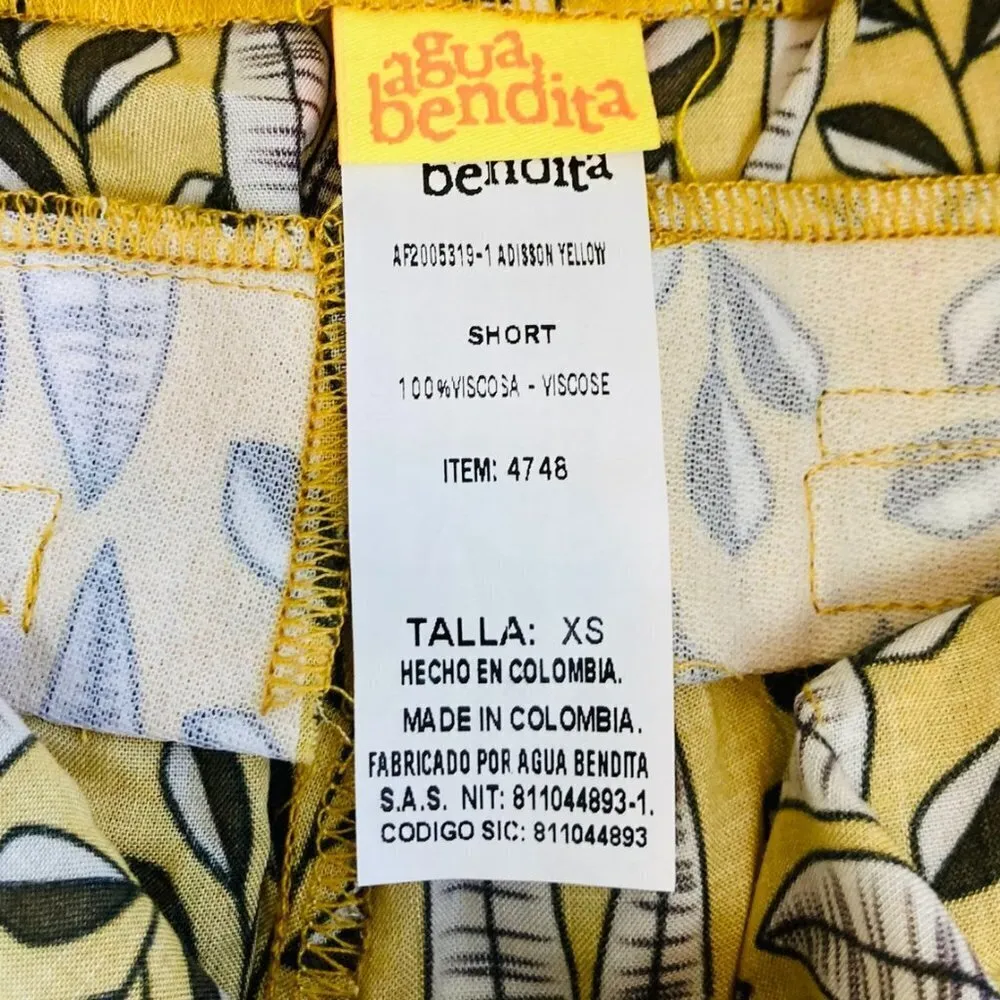 agua
bendita
bendita
AF2005319-1 ADISSON YELLOW
SHORT
100%VISCOSA - VISCOSE
ITEM: 4748
TALLA: XS
HECHO EN COLOMBIA.
MADE IN COLOMBIA.
FABRICADO POR AGUA BENDITA
S.A.S. NIT: 811044893-1.
CODIGO SIC: 811044893